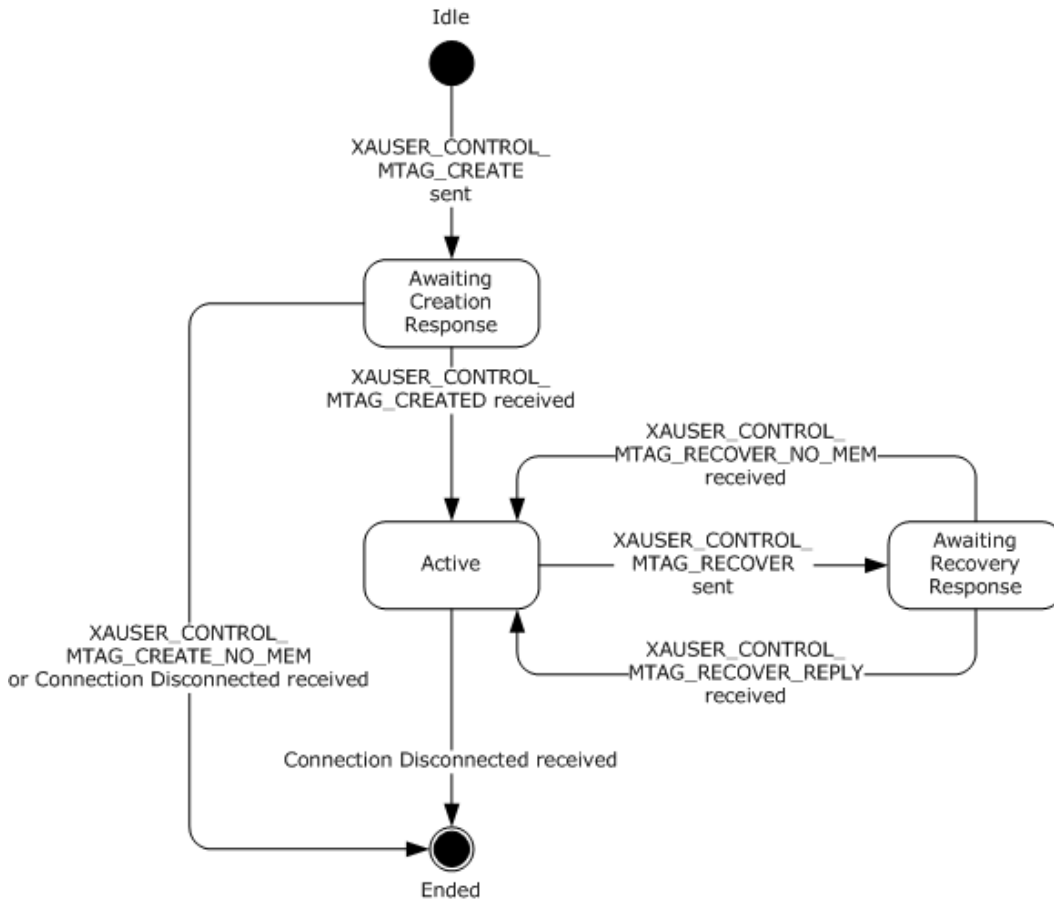 Idle
XAUSER_CONTROL_
MTAG_CREATE
sent
Awaiting
Creation
Response
XAUSER_CONTROL_
MTAG_CREATED received
XAUSER_CONTROL_
MTAG_RECOVER_NO_MEM
received
Active
XAUSER_CONTROL_
MTAG_RECOVER
sent
Awaiting
Recovery
Response
XAUSER_CONTROL_
MTAG_CREATE_NO_MEM
or Connection Disconnected received
XAUSER_CONTROL_
MTAG_RECOVER_REPLY
received
Connection Disconnected received
Ended